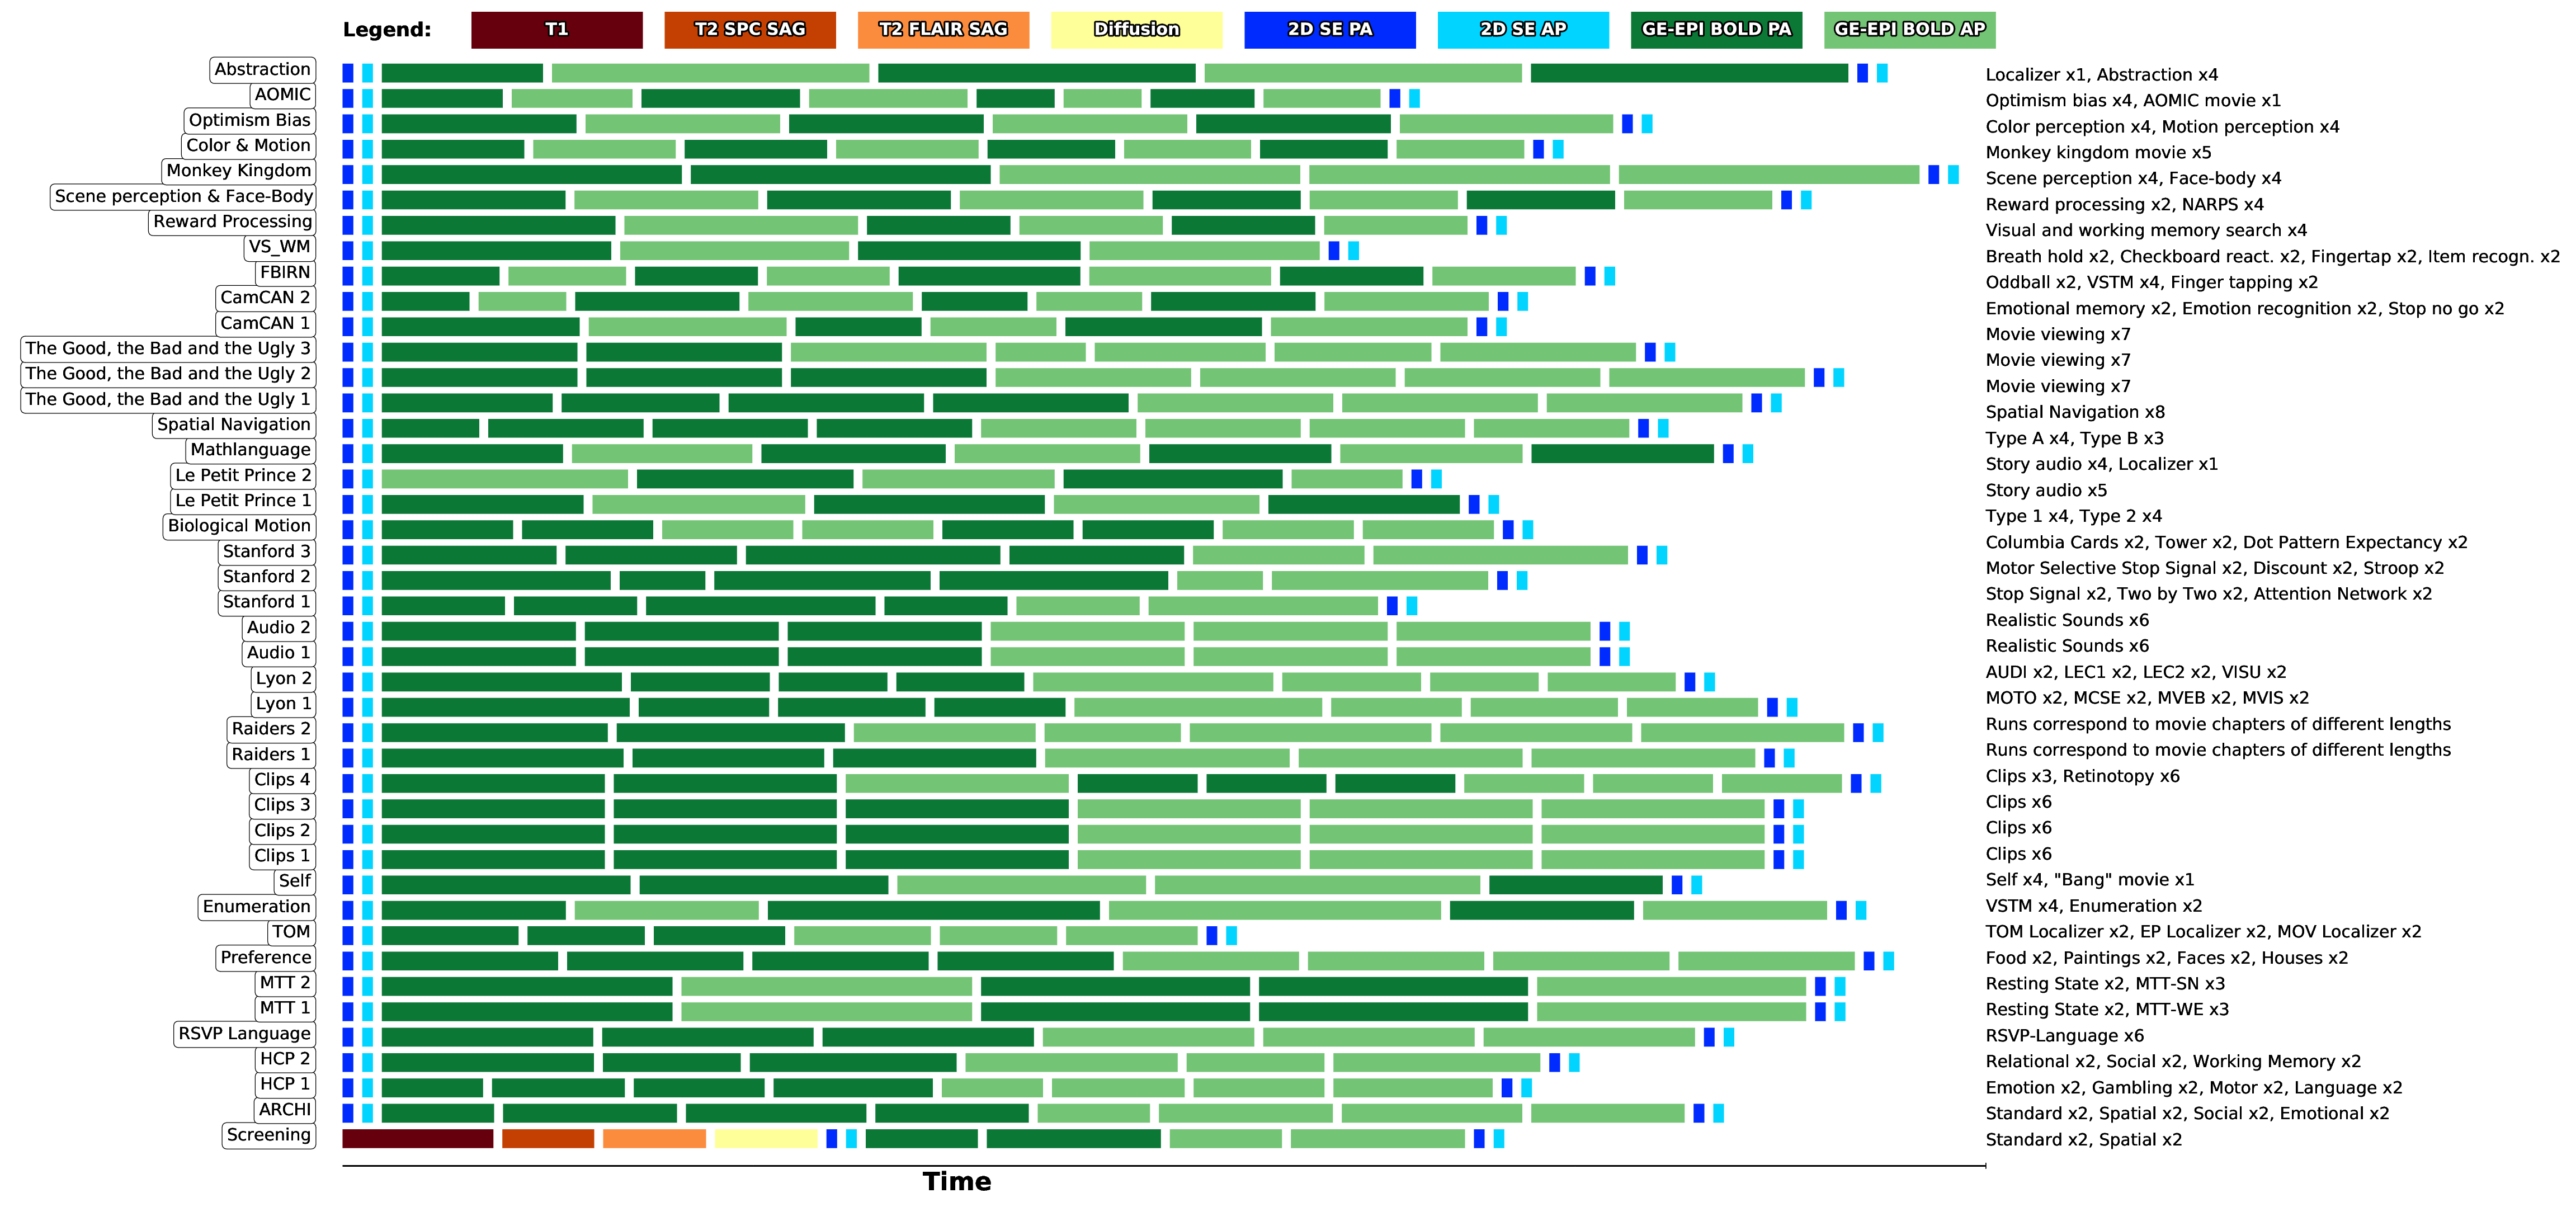 Legend: T1 T2 SPC SAG T2 FLAIR SAG Diffusion 2D SE PA 2D SE AP GE-EPI BOLD PA GE-EPI BOLD AP
Abstraction Localizer x1, Abstraction x4
AOMIC Optimism bias x4, AOMIC movie x1
Optimism Bias Color perception x4, Motion perception x4
Color & Motion Monkey kingdom movie x5
Monkey Kingdom Scene perception x4, Face-body x4
Scene perception & Face-Body Reward processing x2, NARPS x4
Reward Processing Visual and working memory search x4
VS_WM Breath hold x2, Checkboard react. x2, Fingertap x2, Item recogn. x2
FBIRN Oddball x2, VSTM x4, Finger tapping x2
CamCAN 2 Emotional memory x2, Emotion recognition x2, Stop no go x2
CamCAN 1 Movie viewing x7
The Good, the Bad and the Ugly 3 Movie viewing x7
The Good, the Bad and the Ugly 2 Movie viewing x7
The Good, the Bad and the Ugly 1 Spatial Navigation x8
Spatial Navigation Type A x4, Type B x3
Mathlanguage Story audio x4, Localizer x1
Le Petit Prince 2 Story audio x5
Le Petit Prince 1 Type 1 x4, Type 2 x4
Biological Motion Columbia Cards x2, Tower x2, Dot Pattern Expectancy x2
Stanford 3 Motor Selective Stop Signal x2, Discount x2, Stroop x2
Stanford 2 Stop Signal x2, Two by Two x2, Attention Network x2
Stanford 1 Realistic Sounds x6
Audio 2 Realistic Sounds x6
Audio 1 AUDI x2, LEC1 x2, LEC2 x2, VISU x2
Lyon 2 MOTO x2, MCSE x2, MVEB x2, MVIS x2
Lyon 1 Runs correspond to movie chapters of different lengths
Raiders 2 Runs correspond to movie chapters of different lengths
Raiders 1 Clips x3, Retinotopy x6
Clips 4 Clips x6
Clips 3 Clips x6
Clips 2 Clips x6
Clips 1 Self x4, "Bang" movie x1
Self VSTM x4, Enumeration x2
Enumeration TOM Localizer x2, EP Localizer x2, MOV Localizer x2
TOM Food x2, Paintings x2, Faces x2, Houses x2
Preference Resting State x2, MTT-SN x3
MTT 2 Resting State x2, MTT-WE x3
MTT 1 RSVP-Language x6
RSVP Language Relational x2, Social x2, Working Memory x2
HCP 2 Emotion x2, Gambling x2, Motor x2, Language x2
HCP 1 Standard x2, Spatial x2, Social x2, Emotional x2
ARCHI Standard x2, Spatial x2
Screening
Time